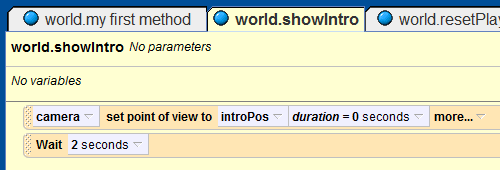 world.my first method world.showIntro world.resetPlay
world.showIntro No parameters
No variables
camera set point of view to introPos duration = 0 seconds more...
Wait 2 seconds